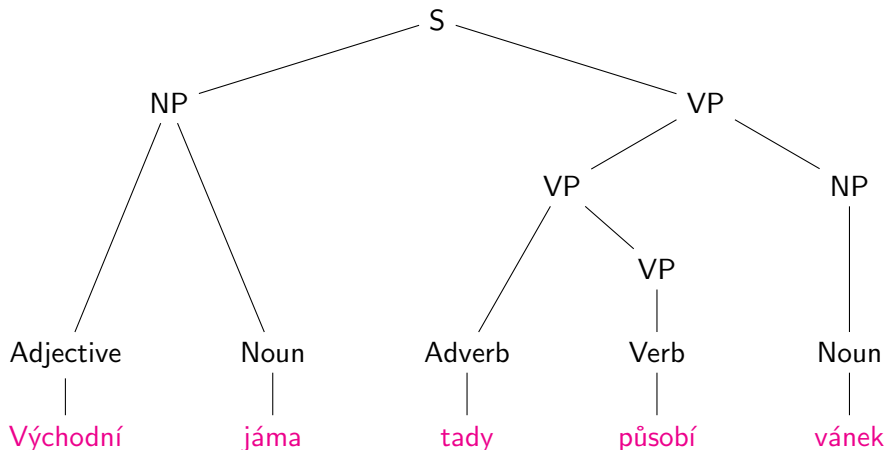 S
NP VP
VP NP
VP
Adjective Noun Adverb Verb Noun
Východní jáma tady působí vánek